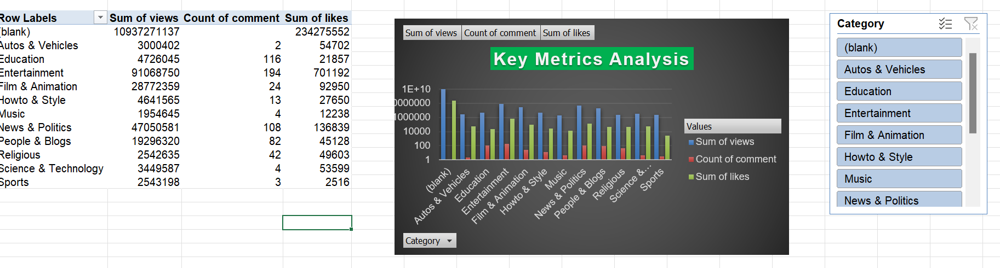 Row Labels Sum of views Count of comment Sum of likes
(blank) 10937271137 234275552
Autos & Vehicles 3000402 2 54702
Education 4726045 116 21857
Entertainment 91068750 194 701192
Film & Animation 28772359 24 92950
Howto & Style 4641565 13 27650
Music 1954645 4 12238
News & Politics 47050581 108 136839
People & Blogs 19296320 82 45128
Religious 2542635 42 49603
Science & Technology 3449587 4 53599
Sports 2543198 3 2516
Sum of views Count of comment Sum of likes
Key Metrics Analysis
1E+10
0000000
1000000
10000
100
1
(blank)
Autos & Vehicles
Education
Entertainment
Film & Animation
Howto & Style
Music
News & Politics
People & Blogs
Religious
Science &...
Sports
Values
Sum of views
Count of comment
Sum of likes
Category
Category
(blank)
Autos & Vehicles
Education
Entertainment
Film & Animation
Howto & Style
Music
News & Politics